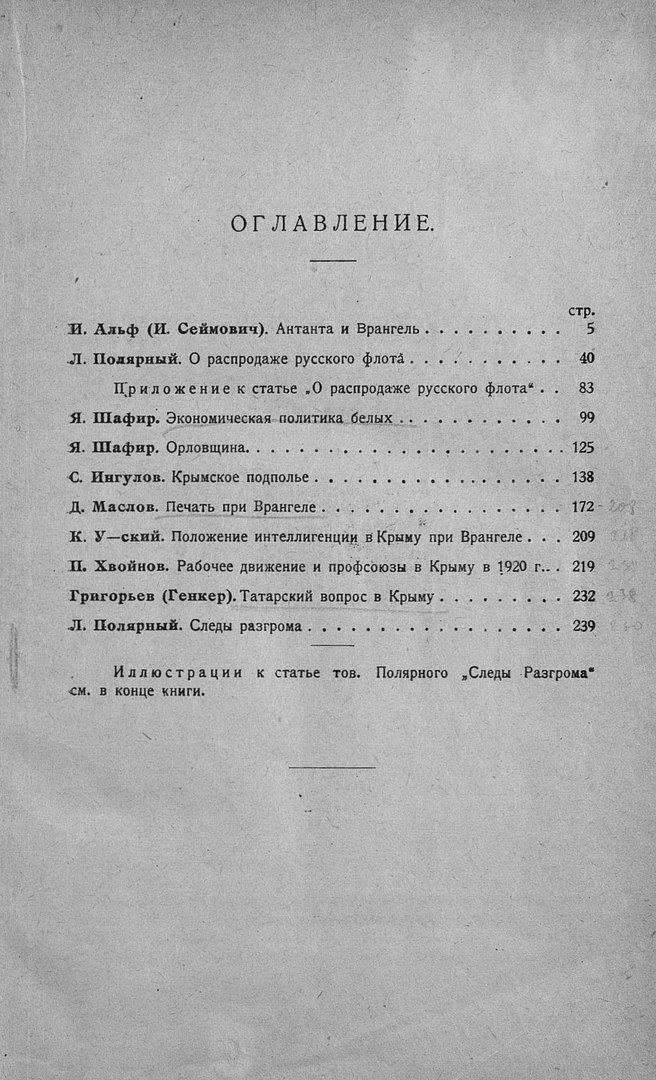 ОГЛАВЛЕНИЕ.
стр.
И. Альф (И. Сеймович). Антанта и Врангель . . . . . . . . . . 5
Л. Полярный. О распродаже русского флота . . . . . . . . . . . 40
Приложение к статье „О распродаже русского флота“ . . 83
Я. Шафир. Экономическая политика белых . . . . . . . . . . . . 99
Я. Шафир. Орловщина. . . . . . . . . . . . . . . . . . . . . . . 125
С. Ингулов. Крымское подполье . . . . . . . . . . . . . . . . . . 138
Д. Маслов. Печать при Врангеле . . . . . . . . . . . . . . . . . 172 - 208
К. У—ский. Положение интеллигенции в Крыму при Врангеле . . . 209
П. Хвойнов. Рабочее движение и профсоюзы в Крыму в 1920 г. . . 219
Григорьев (Генкер). Татарский вопрос в Крыму . . . . . . . . . 232 238
Л. Полярный. Следы разгрома . . . . . . . . . . . . . . . . . . 239
Иллюстрации к статье тов. Полярного „Следы Разгрома“
см. в конце книги.